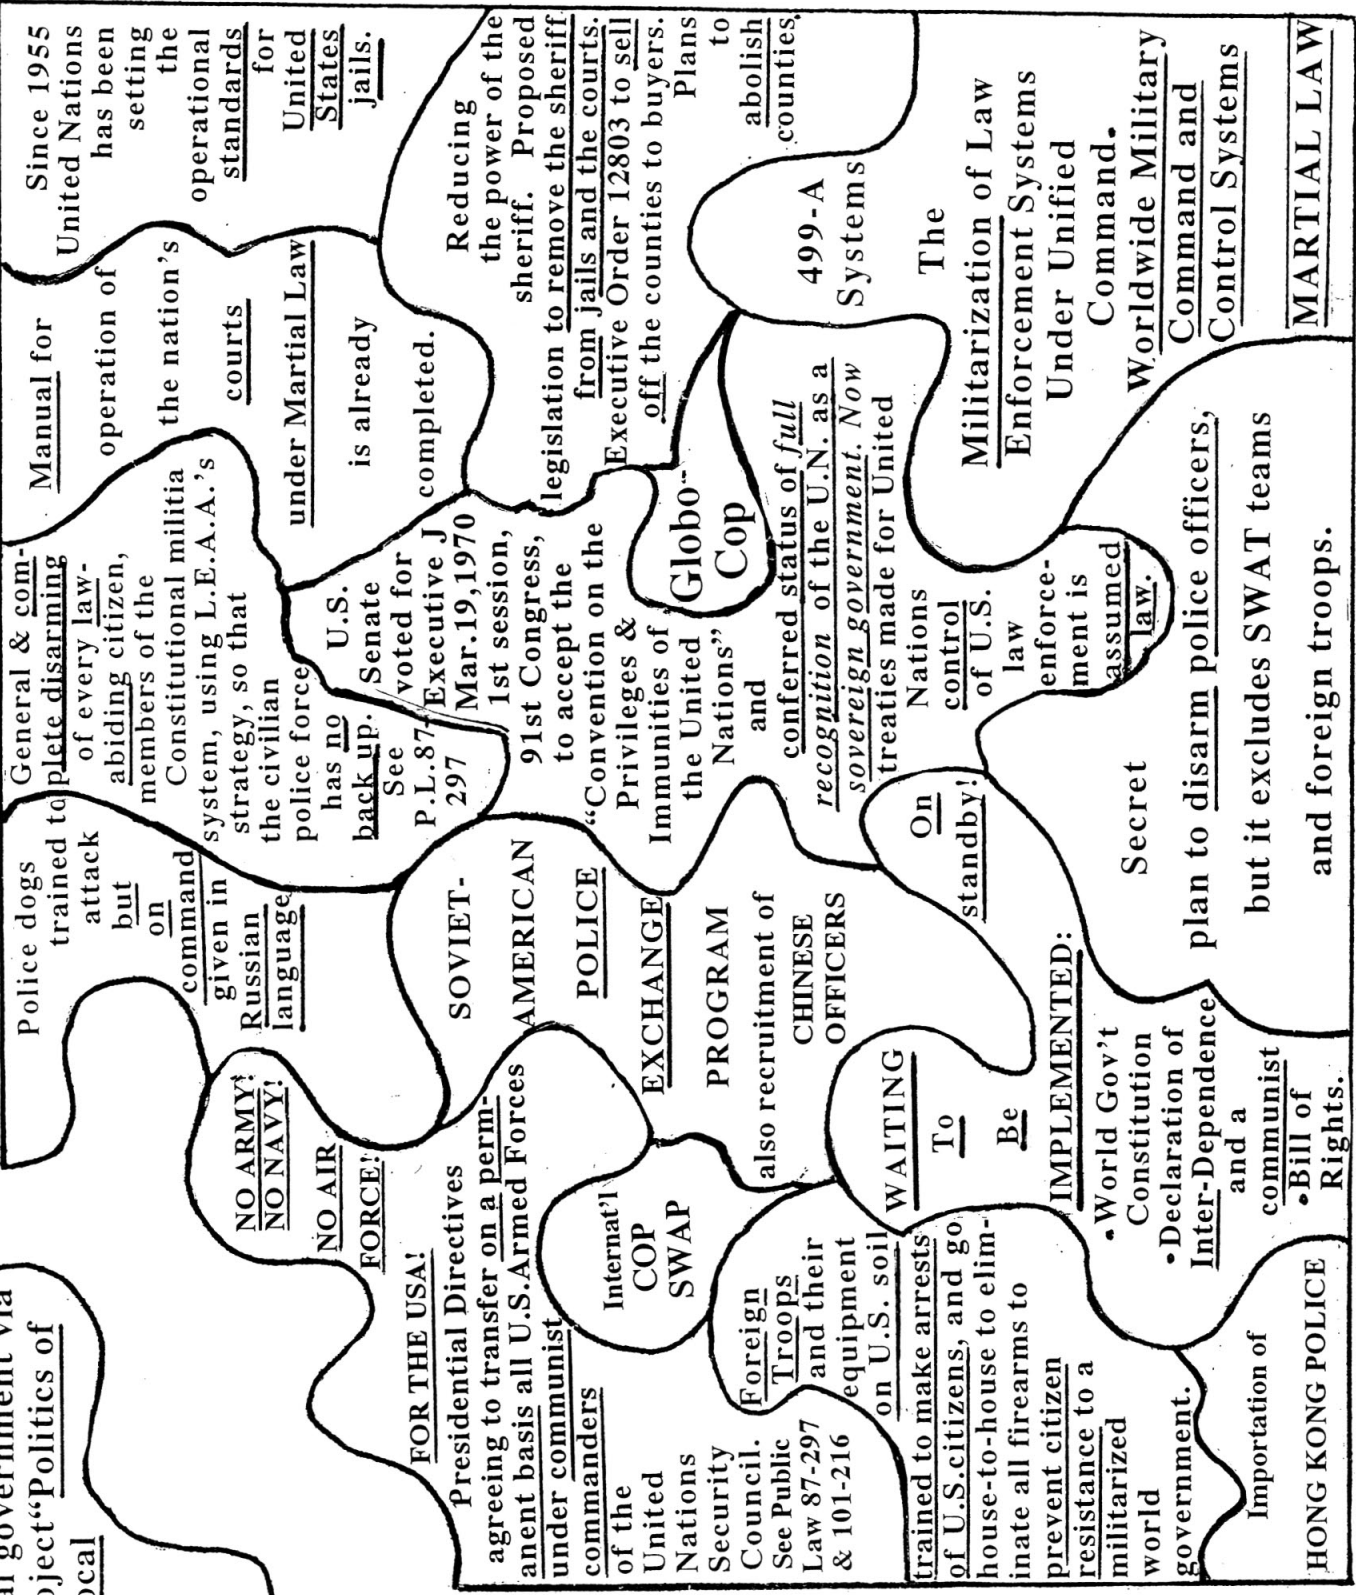 government via
"Politics of
NO ARMY!
NO NAVY!
NO AIR
FORCE!
FOR THE USA!
Presidential Directives
agreeing to transfer on a perm-
anent basis all U.S.Armed Forces
under communist
commanders
of the
United
Nations
Security
Council.
See Public
Law 87-297
& 101-216
Internat'l
COP
SWAP
Foreign
Troops
and their
equipment
on U.S. soil
trained to make arrests
of U.S.citizens, and go
house-to-house to elim-
inate all firearms to
prevent citizen
resistance to a
militarized
world
government.
Importation of
HONG KONG POLICE
Police dogs
trained to
attack
but
on
command
given in
Russian
language
SOVIET-
AMERICAN
POLICE
EXCHANGE
PROGRAM
also recruitment of
CHINESE
OFFICERS
On
standby!
WAITING
To
Be
IMPLEMENTED:
•World Gov't
Constitution
•Declaration of
Inter-Dependence
and a
communist
•Bill of
Rights.
General & com-
plete disarming
of every law-
abiding citizen,
members of the
Constitutional militia
system, using L.E.A.A.'s
strategy, so that
the civilian
police force
has no
back up.
See
P.L.87-
297
U.S.
Senate
voted for
Executive J
Mar.19,1970
1st session,
91st Congress,
to accept the
"Convention on the
Privileges &
Immunities of
the United
Nations"
and
conferred status of full
recognition of the U.N. as a
sovereign government. Now
treaties made for United
Nations
control
of U.S.
law
enforce-
ment is
assumed
law.
Globo-
Cop
Secret
plan to disarm police officers,
but it excludes SWAT teams
and foreign troops.
Manual for
operation of
the nation's
courts
under Martial Law
is already
completed.
Since 1955
United Nations
has been
setting
the
operational
standards
for
United
States
jails.
Reducing
the power of the
sheriff. Proposed
legislation to remove the sheriff
from jails and the courts.
Executive Order 12803 to sell
off the counties to buyers.
Plans
to
abolish
counties
499-A
Systems
The
Militarization of Law
Enforcement Systems
Under Unified
Command.
Worldwide Military
Command and
Control Systems
MARTIAL LAW